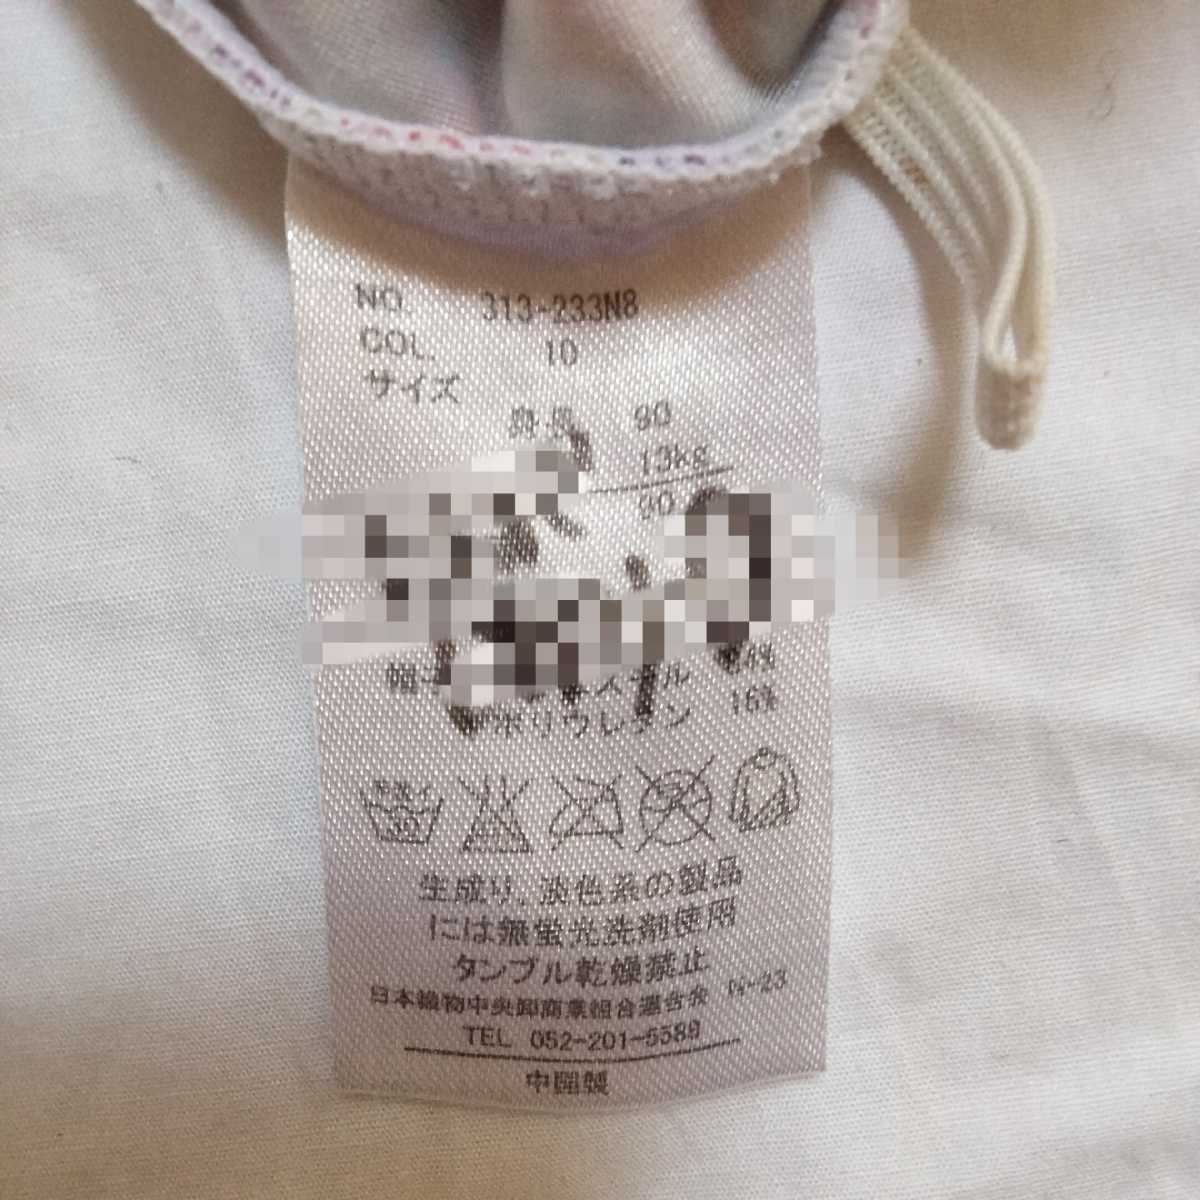 NO. 313-233N8
COL. 10
サイズ
身長 90
13kg
90
ポリウレタン 16%
30
生成り、淡色系の製品
には無蛍光洗剤使用
タンブル乾燥禁止
日本織物中央卸商業組合連合会 N-23
TEL 052-201-5589
中国製